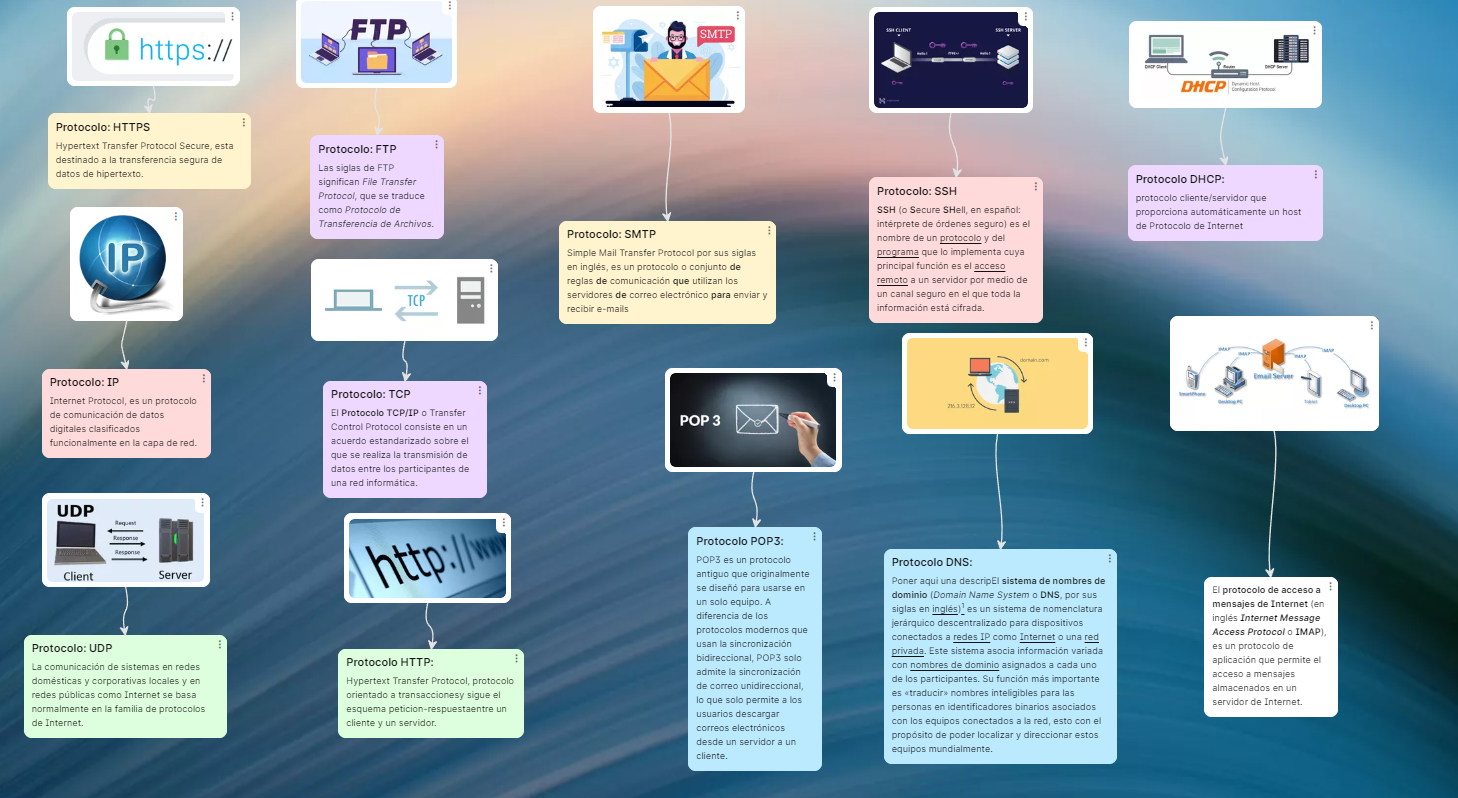 https://
Protocolo: HTTPS
Hypertext Transfer Protocol Secure, esta
destinado a la transferencia segura de
datos de hipertexto.
IP
Protocolo: IP
Internet Protocol, es un protocolo
de comunicación de datos
digitales clasificados
funcionalmente en la capa de red.
UDP
Request
Response
Response
Client
Server
Protocolo: UDP
La comunicación de sistemas en redes
domésticas y corporativas locales y en
redes públicas como Internet se basa
normalmente en la familia de protocolos
de Internet.
FTP
Protocolo: FTP
Las siglas de FTP
significan File Transfer
Protocol, que se traduce
como Protocolo de
Transferencia de Archivos.
TCP
Protocolo: TCP
El Protocolo TCP/IP o Transfer
Control Protocol consiste en un
acuerdo estandarizado sobre el
que se realiza la transmisión de
datos entre los participantes de
una red informática.
http://www
Protocolo HTTP:
Hypertext Transfer Protocol, protocolo
orientado a transaccionesy sigue el
esquema peticion-respuestaentre un
cliente y un servidor.
SMTP
Protocolo: SMTP
Simple Mail Transfer Protocol por sus siglas
en inglés, es un protocolo o conjunto de
reglas de comunicación que utilizan los
servidores de correo electrónico para enviar y
recibir e-mails
POP 3
Protocolo POP3:
POP3 es un protocolo
antiguo que originalmente
se diseñó para usarse en
un solo equipo. A
diferencia de los
protocolos modernos que
usan la sincronización
bidireccional, POP3 solo
admite la sincronización
de correo unidireccional,
lo que solo permite a los
usuarios descargar
correos electrónicos
desde un servidor a un
cliente.
SSH CLIENT
SSH SERVER
Protocolo: SSH
SSH (o Secure SHell, en español:
intérprete de órdenes seguro) es el
nombre de un protocolo y del
programa que lo implementa cuya
principal función es el acceso
remoto a un servidor por medio de
un canal seguro en el que toda la
información está cifrada.
domain.com
Protocolo DNS:
Poner aqui una descripEl sistema de nombres de
dominio (Domain Name System o DNS, por sus
siglas en inglés)1 es un sistema de nomenclatura
jerárquico descentralizado para dispositivos
conectados a redes IP como Internet o una red
privada. Este sistema asocia información variada
con nombres de dominio asignados a cada uno
de los participantes. Su función más importante
es «traducir» nombres inteligibles para las
personas en identificadores binarios asociados
con los equipos conectados a la red, esto con el
propósito de poder localizar y direccionar estos
equipos mundialmente.
DHCP Client
Router
DHCP Server
DHCP
Dynamic Host
Configuration Protocol
Protocolo DHCP:
protocolo cliente/servidor que
proporciona automáticamente un host
de Protocolo de Internet
IMAP
IMAP
IMAP
IMAP
Email Server
SmartPhone
Desktop PC
Tablet
Desktop PC
El protocolo de acceso a
mensajes de Internet (en
inglés Internet Message
Access Protocol o IMAP),
es un protocolo de
aplicación que permite el
acceso a mensajes
almacenados en un
servidor de Internet.